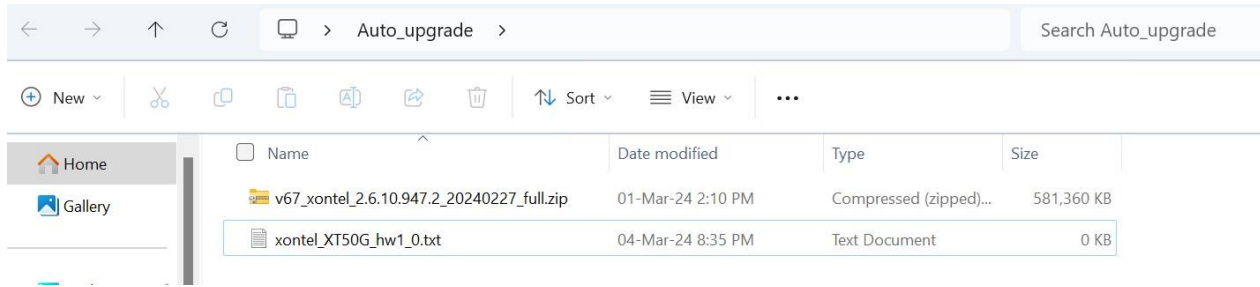 Auto_upgrade
Search Auto_upgrade
New
Sort
View
Home
Name
Date modified
Type
Size
Gallery
v67_xontel_2.6.10.947.2_20240227_full.zip 01-Mar-24 2:10 PM Compressed (zipped)... 581,360 KB
xontel_XT50G_hw1_0.txt 04-Mar-24 8:35 PM Text Document 0 KB